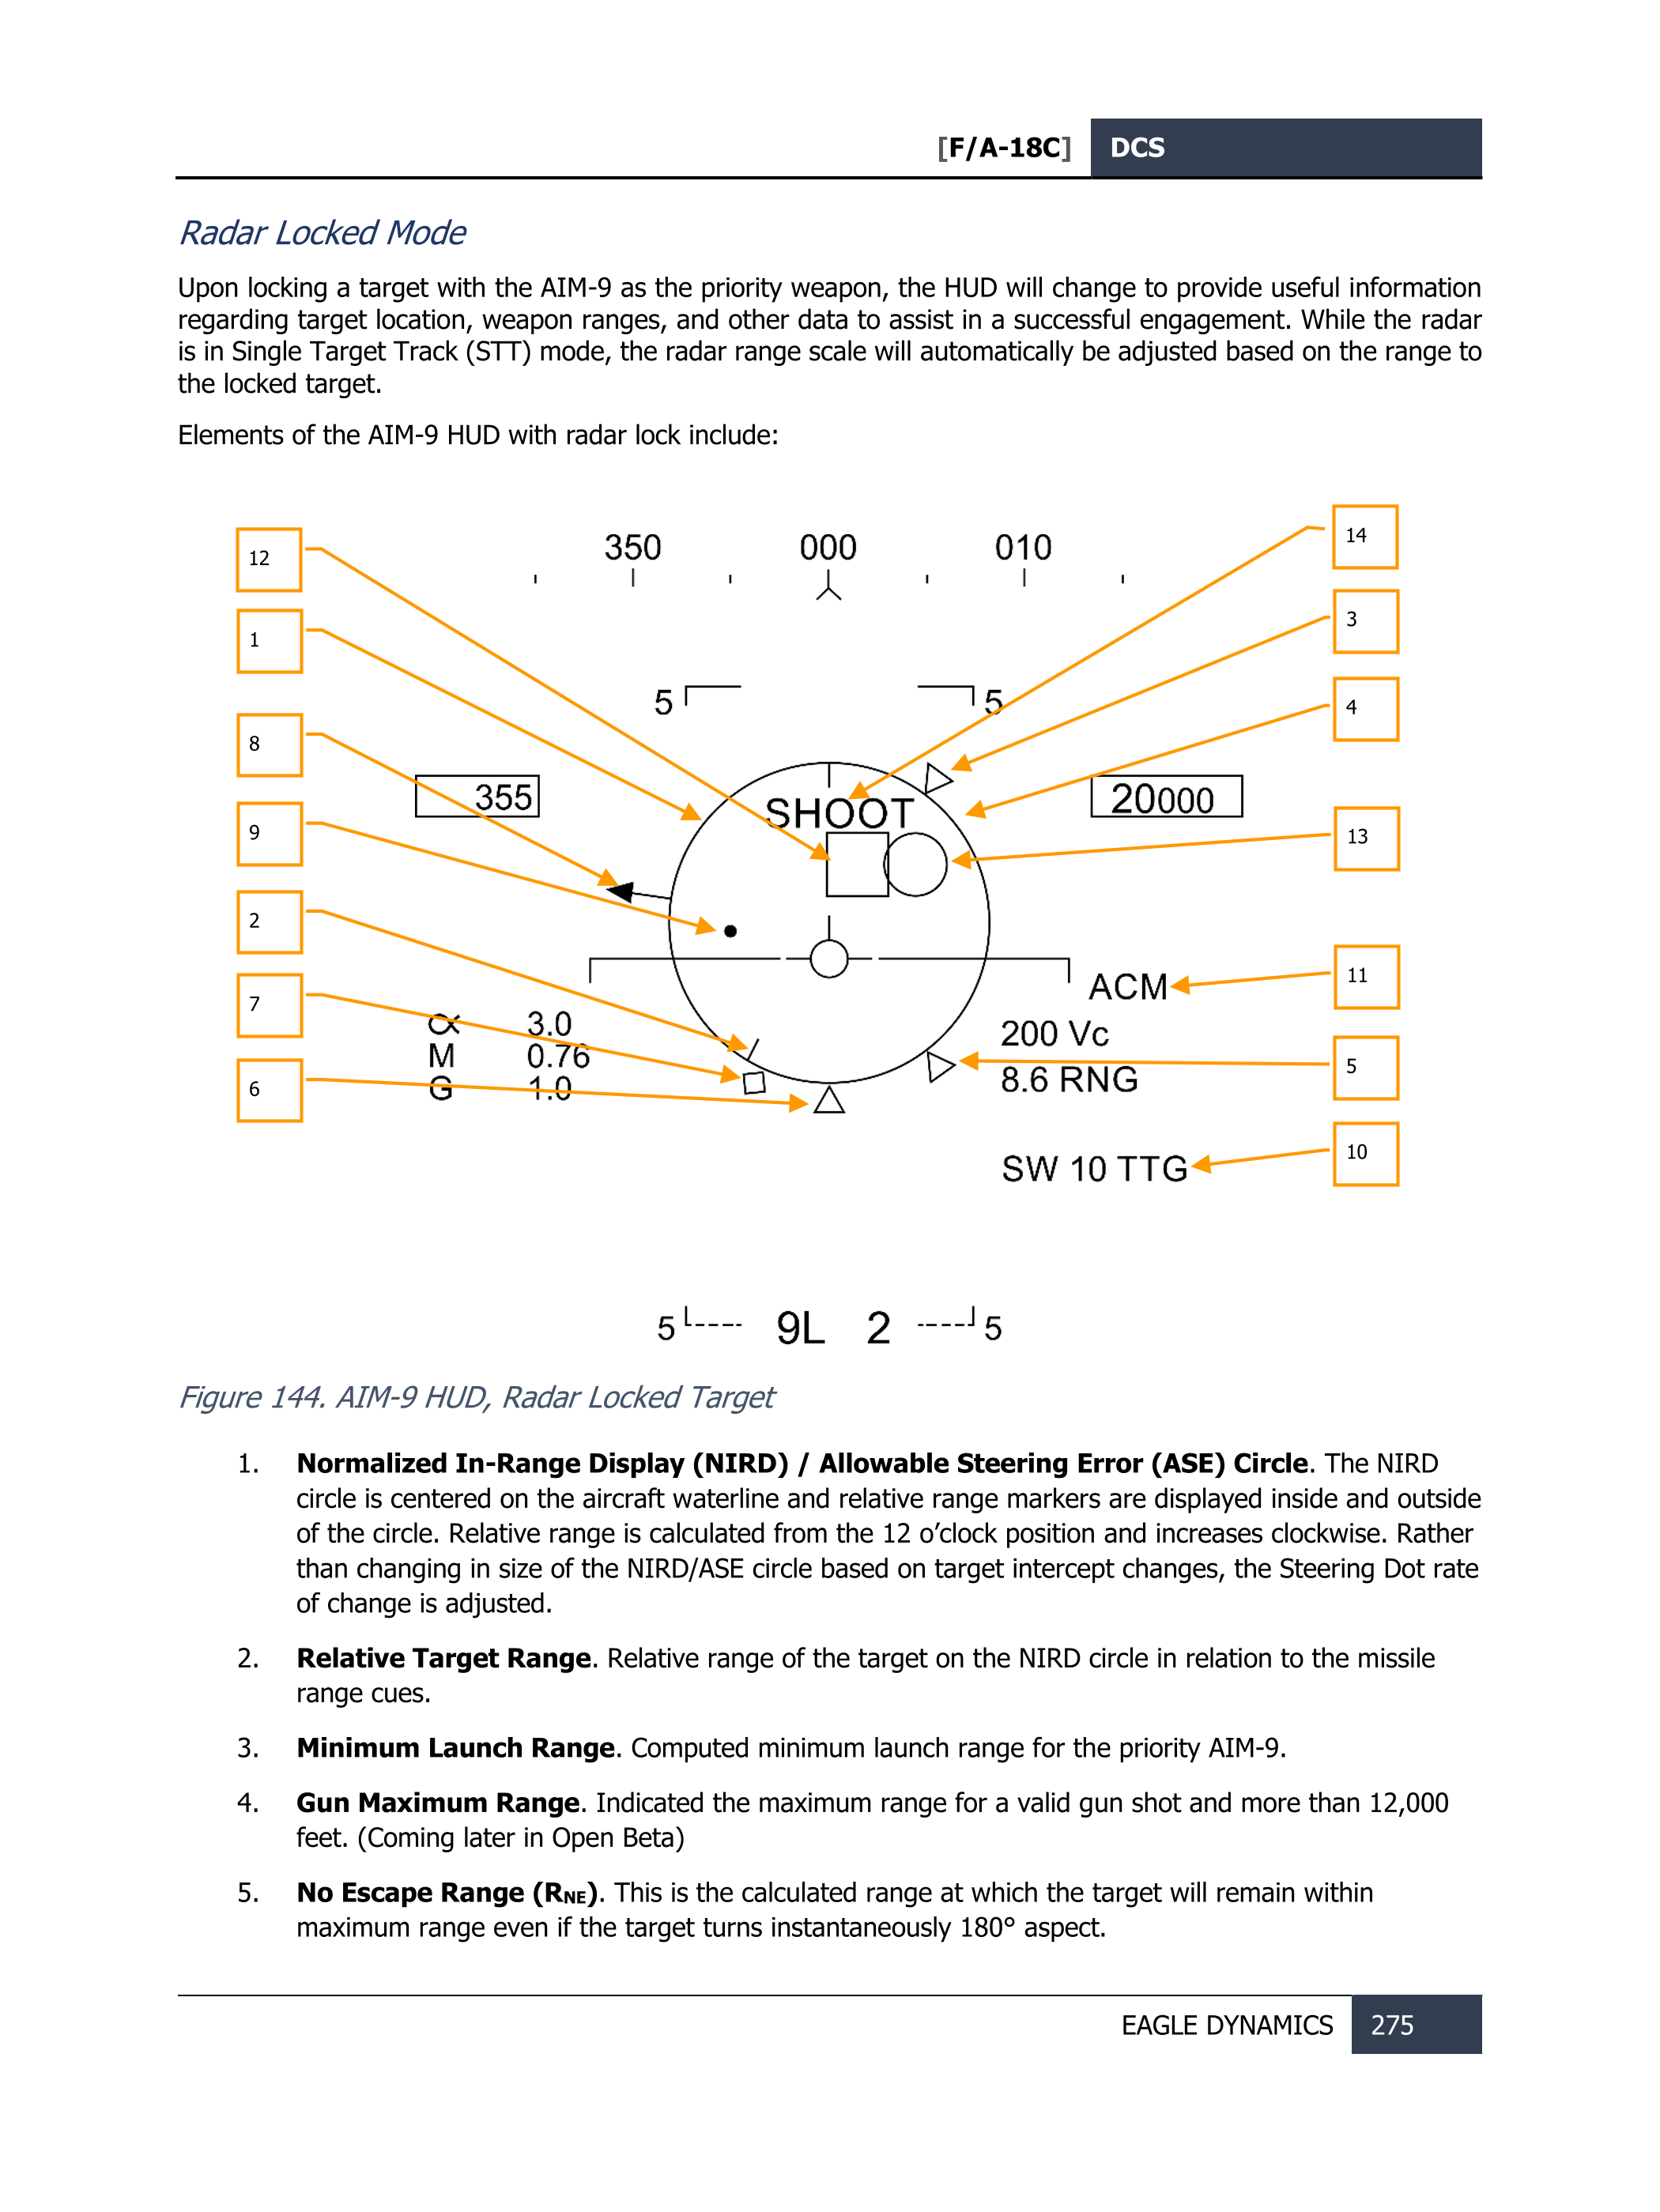 [F/A-18C] DCS
Radar Locked Mode
Upon locking a target with the AIM-9 as the priority weapon, the HUD will change to provide useful information
regarding target location, weapon ranges, and other data to assist in a successful engagement. While the radar
is in Single Target Track (STT) mode, the radar range scale will automatically be adjusted based on the range to
the locked target.
Elements of the AIM-9 HUD with radar lock include:
14
12
350 000 010
3
1
5 5
4
8
355 20000
SHOOT
9
13
2
11
ACM
7
α 3.0
200 Vc
M 0.76
5
8.6 RNG
G 1.0
6
10
SW 10 TTG
5 9L 2 5
Figure 144. AIM-9 HUD, Radar Locked Target
1. Normalized In-Range Display (NIRD) / Allowable Steering Error (ASE) Circle. The NIRD
circle is centered on the aircraft waterline and relative range markers are displayed inside and outside
of the circle. Relative range is calculated from the 12 o’clock position and increases clockwise. Rather
than changing in size of the NIRD/ASE circle based on target intercept changes, the Steering Dot rate
of change is adjusted.
2. Relative Target Range. Relative range of the target on the NIRD circle in relation to the missile
range cues.
3. Minimum Launch Range. Computed minimum launch range for the priority AIM-9.
4. Gun Maximum Range. Indicated the maximum range for a valid gun shot and more than 12,000
feet. (Coming later in Open Beta)
5. No Escape Range (RNE). This is the calculated range at which the target will remain within
maximum range even if the target turns instantaneously 180° aspect.
EAGLE DYNAMICS 275